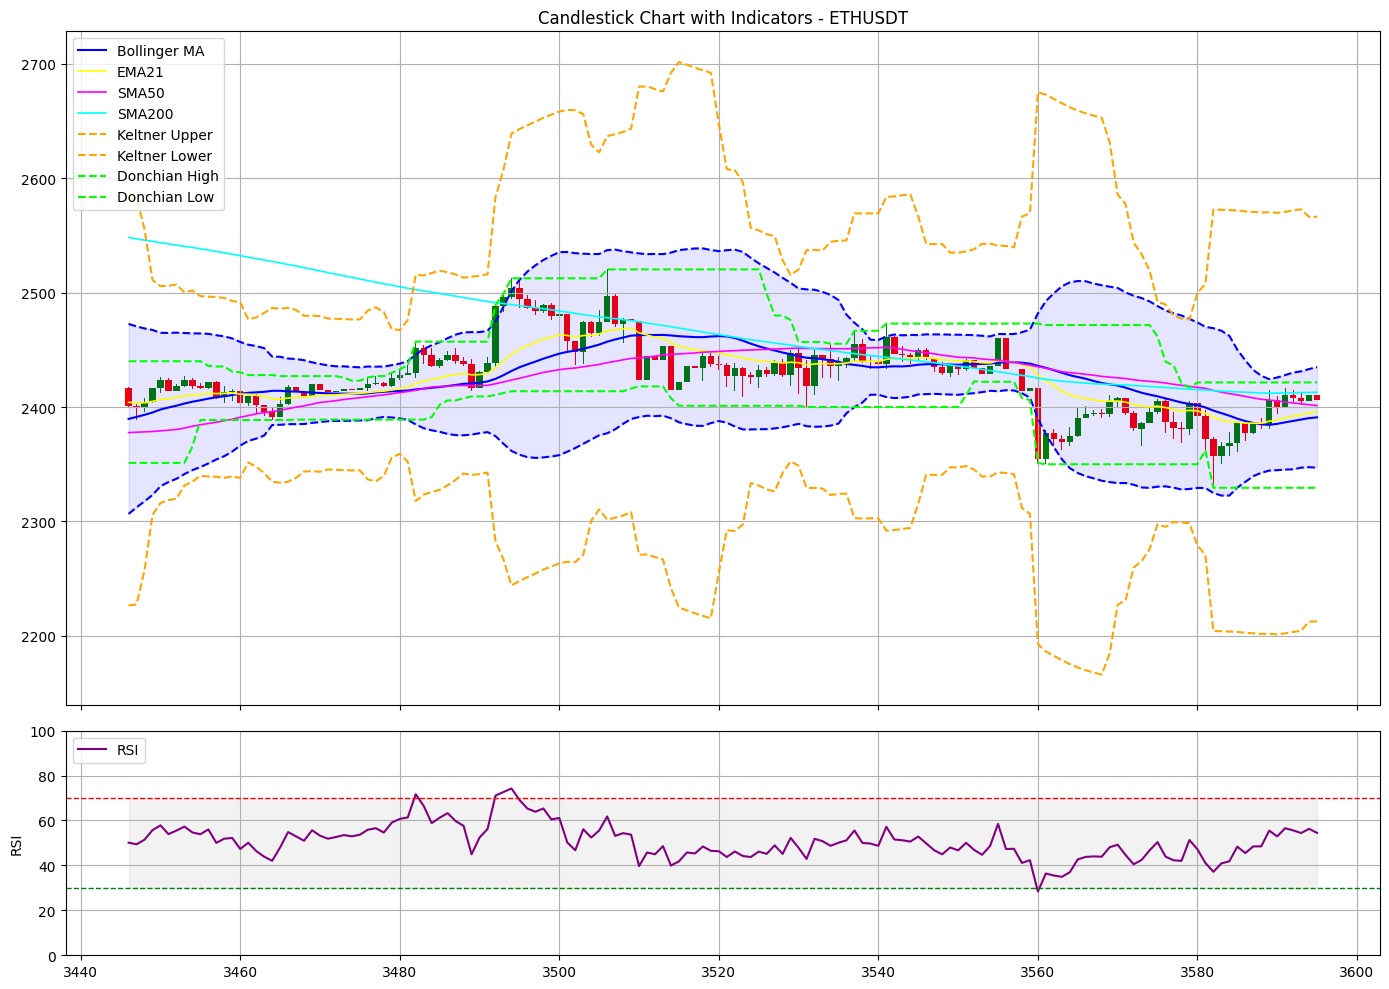 Candlestick Chart with Indicators - ETHUSDT
Bollinger MA
EMA21
SMA50
SMA200
Keltner Upper
Keltner Lower
Donchian High
Donchian Low
2700
2600
2500
2400
2300
2200
RSI
100
80
60
40
20
0
RSI
3440 3460 3480 3500 3520 3540 3560 3580 3600